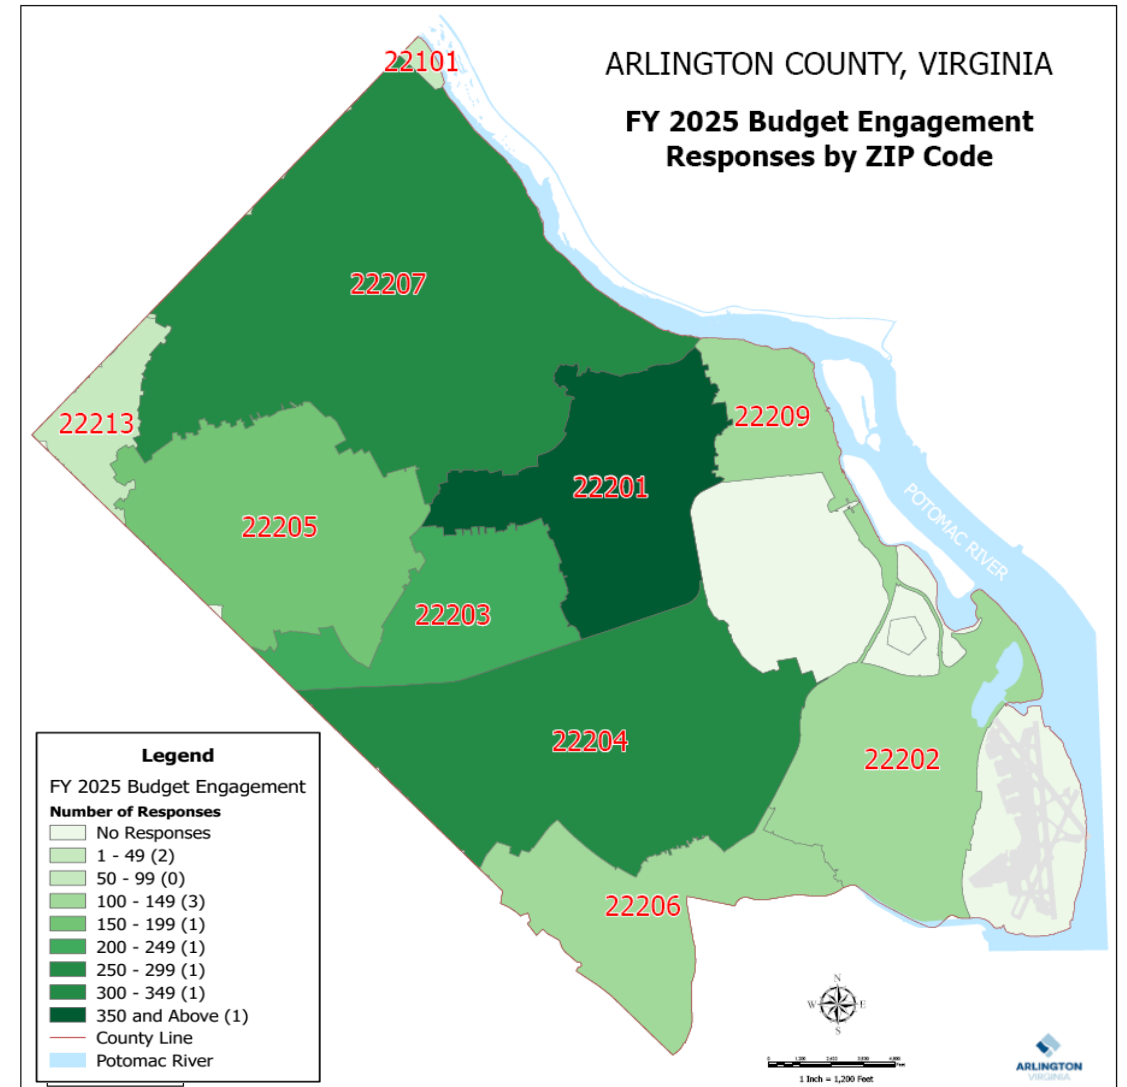 ARLINGTON COUNTY, VIRGINIA
FY 2025 Budget Engagement
Responses by ZIP Code
22101
22207
22213
22209
22201
22205
POTOMAC RIVER
22203
22204
22202
22206
Legend
FY 2025 Budget Engagement
Number of Responses
No Responses
1 - 49 (2)
50 - 99 (0)
100 - 149 (3)
150 - 199 (1)
200 - 249 (1)
250 - 299 (1)
300 - 349 (1)
350 and Above (1)
County Line
Potomac River
N
W E
S
0
1 Inch = 1,200 Feet
ARLINGTON
VIRGINIA